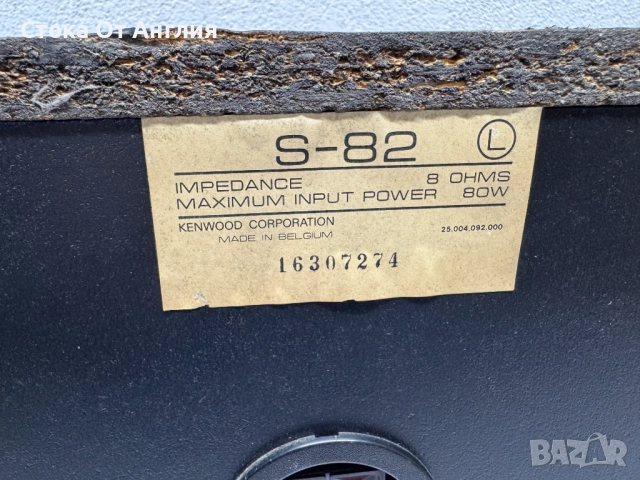 Стока От Англия
S-82 L
IMPEDANCE 8 OHMS
MAXIMUM INPUT POWER 80W
KENWOOD CORPORATION 25.004.092.000
MADE IN BELGIUM
16307274
BAZAR